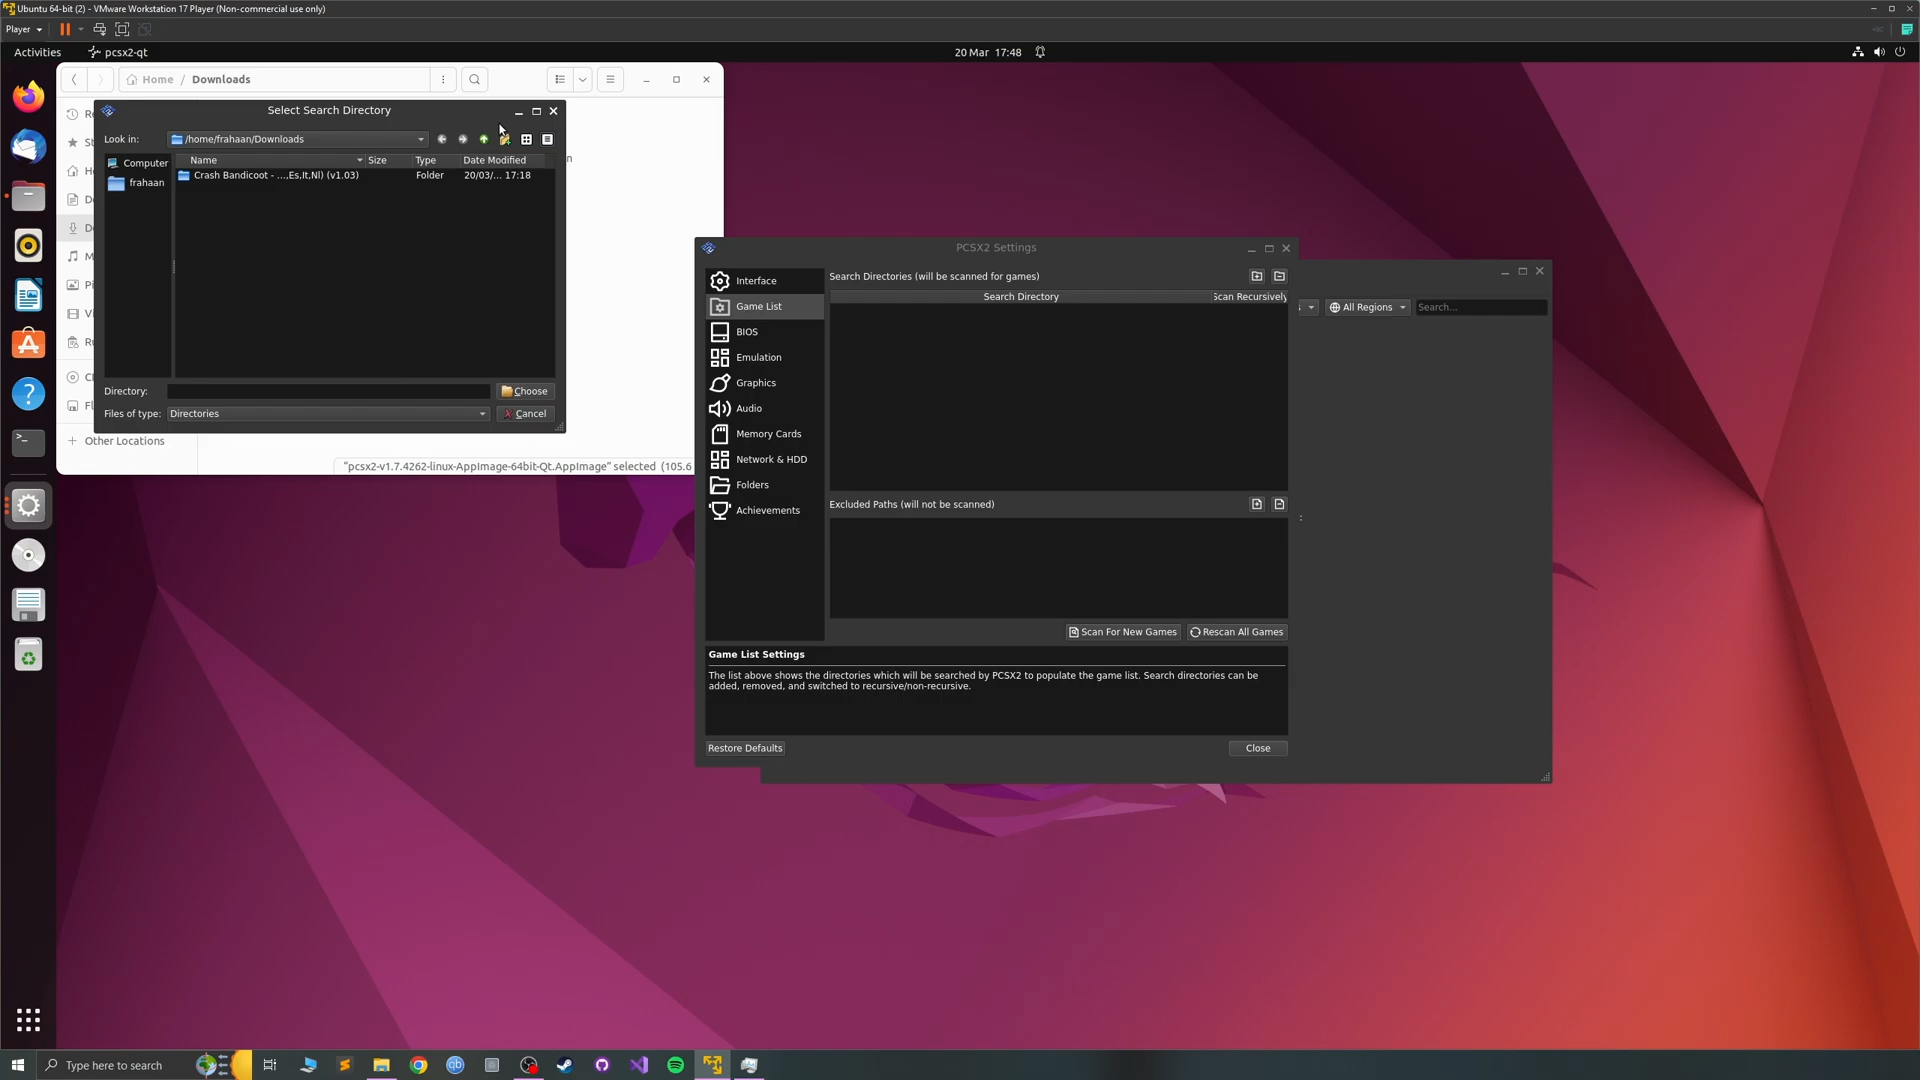 Ubuntu 64-bit (2) - VMware Workstation 17 Player (Non-commercial use only)
Player
Activities
pcsx2-qt
20 Mar 17:48
Home / Downloads
Select Search Directory
Look in:
/home/frahaan/Downloads
Computer
frahaan
Name
Size
Type
Date Modified
Crash Bandicoot - ...,Es,It,Nl) (v1.03)
Folder
20/03/... 17:18
Directory:
Choose
Files of type:
Directories
Cancel
Other Locations
"pcsx2-v1.7.4262-linux-AppImage-64bit-Qt.AppImage" selected (105.6
PCSX2 Settings
Interface
Game List
BIOS
Emulation
Graphics
Audio
Memory Cards
Network & HDD
Folders
Achievements
Search Directories (will be scanned for games)
Search Directory
Scan Recursively
Excluded Paths (will not be scanned)
Scan For New Games
Rescan All Games
Game List Settings
The list above shows the directories which will be searched by PCSX2 to populate the game list. Search directories can be
added, removed, and switched to recursive/non-recursive.
Restore Defaults
Close
All Regions
Search...
Type here to search